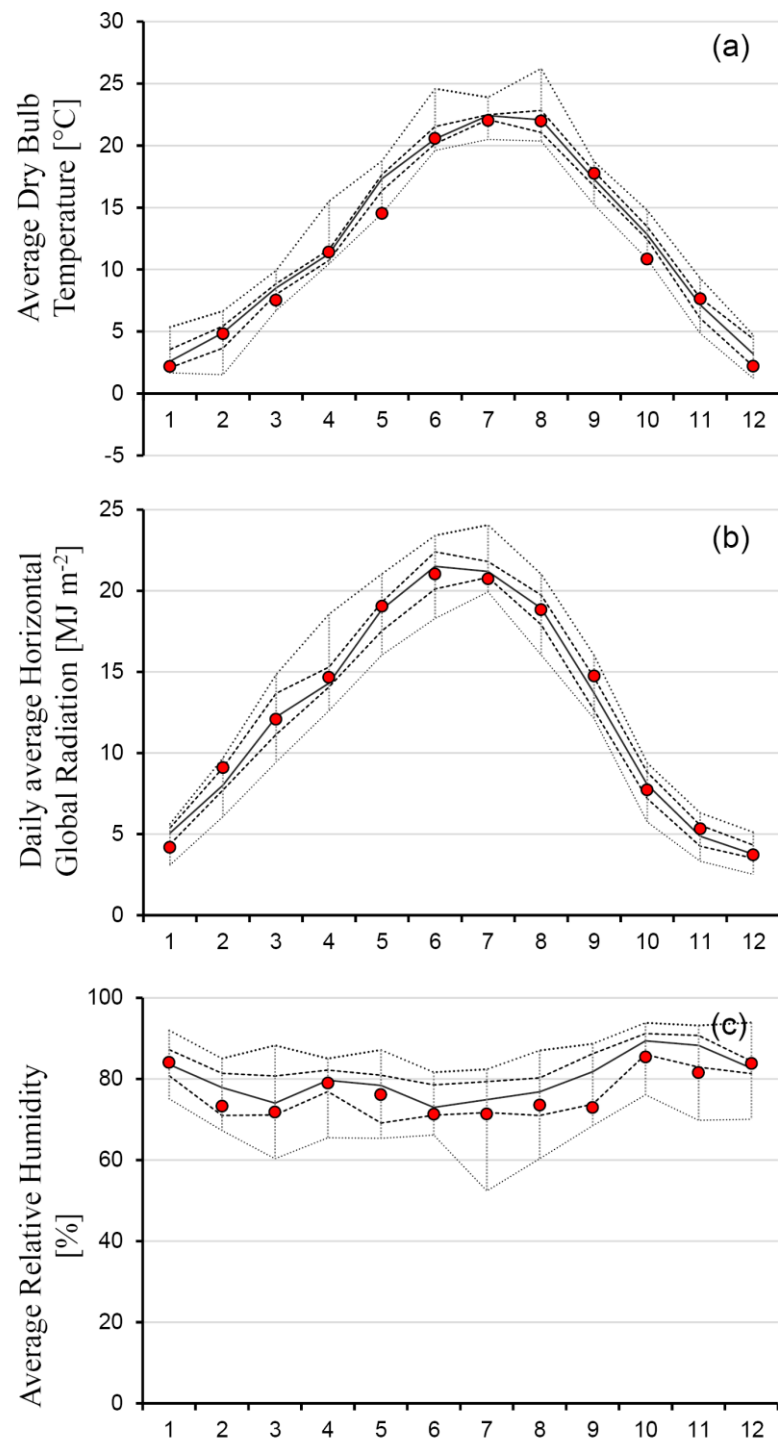 (a)
Average Dry Bulb
Temperature [°C]
30
25
20
15
10
5
0
-5
1 2 3 4 5 6 7 8 9 10 11 12
(b)
Daily average Horizontal
Global Radiation [MJ m⁻²]
25
20
15
10
5
0
1 2 3 4 5 6 7 8 9 10 11 12
(c)
Average Relative Humidity
[%]
100
80
60
40
20
0
1 2 3 4 5 6 7 8 9 10 11 12